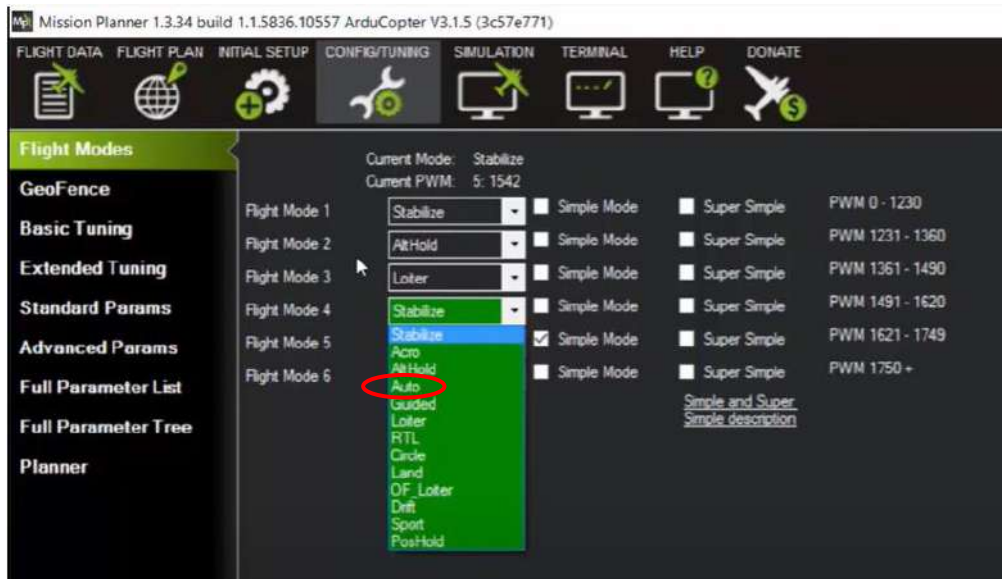 Mission Planner 1.3.34 build 1.1.5836.10557 ArduCopter V3.1.5 (3c57e771)
FLIGHT DATA FLIGHT PLAN INITIAL SETUP CONFIG/TUNING SIMULATION TERMINAL HELP DONATE
Flight Modes
GeoFence
Basic Tuning
Extended Tuning
Standard Params
Advanced Params
Full Parameter List
Full Parameter Tree
Planner
Current Mode: Stabilize
Current PWM: 5: 1542
Flight Mode 1 Stabilize Simple Mode Super Simple PWM 0 - 1230
Flight Mode 2 AltHold Simple Mode Super Simple PWM 1231 - 1360
Flight Mode 3 Loiter Simple Mode Super Simple PWM 1361 - 1490
Flight Mode 4 Stabilize Simple Mode Super Simple PWM 1491 - 1620
Flight Mode 5 Simple Mode Super Simple PWM 1621 - 1749
Flight Mode 6 Simple Mode Super Simple PWM 1750 +
Stabilize
Acro
AltHold
Auto
Guided
Loiter
RTL
Circle
Land
OF_Loiter
Drift
Sport
PosHold
Simple and Super
Simple description